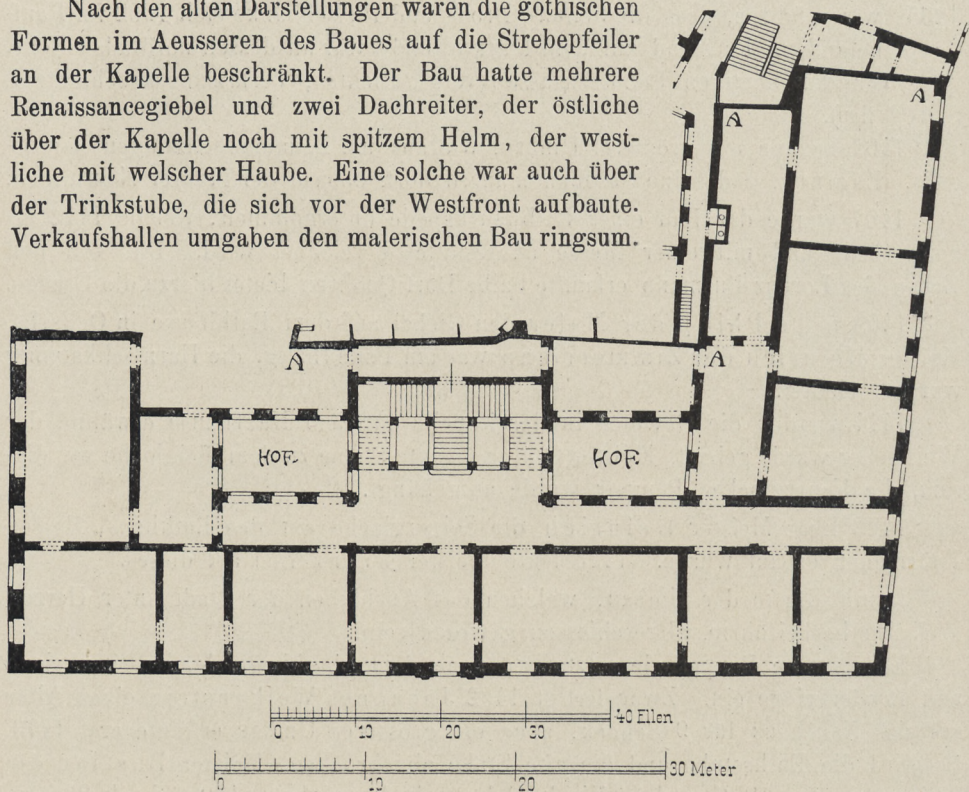 Nach den alten Darstellungen waren die gothischen
Formen im Aeusseren des Baues auf die Strebepfeiler
an der Kapelle beschränkt. Der Bau hatte mehrere
Renaissancegiebel und zwei Dachreiter, der östliche
über der Kapelle noch mit spitzem Helm, der west-
liche mit welscher Haube. Eine solche war auch über
der Trinkstube, die sich vor der Westfront aufbaute.
Verkaufshallen umgaben den malerischen Bau ringsum.
A
A
A
A
HOF.
HOF.
0 10 20 30 40 Ellen
0 10 20 30 Meter